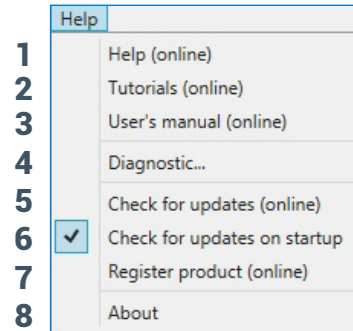 Help
1 Help (online)
2 Tutorials (online)
3 User's manual (online)
4 Diagnostic...
5 Check for updates (online)
6 Check for updates on startup
7 Register product (online)
8 About